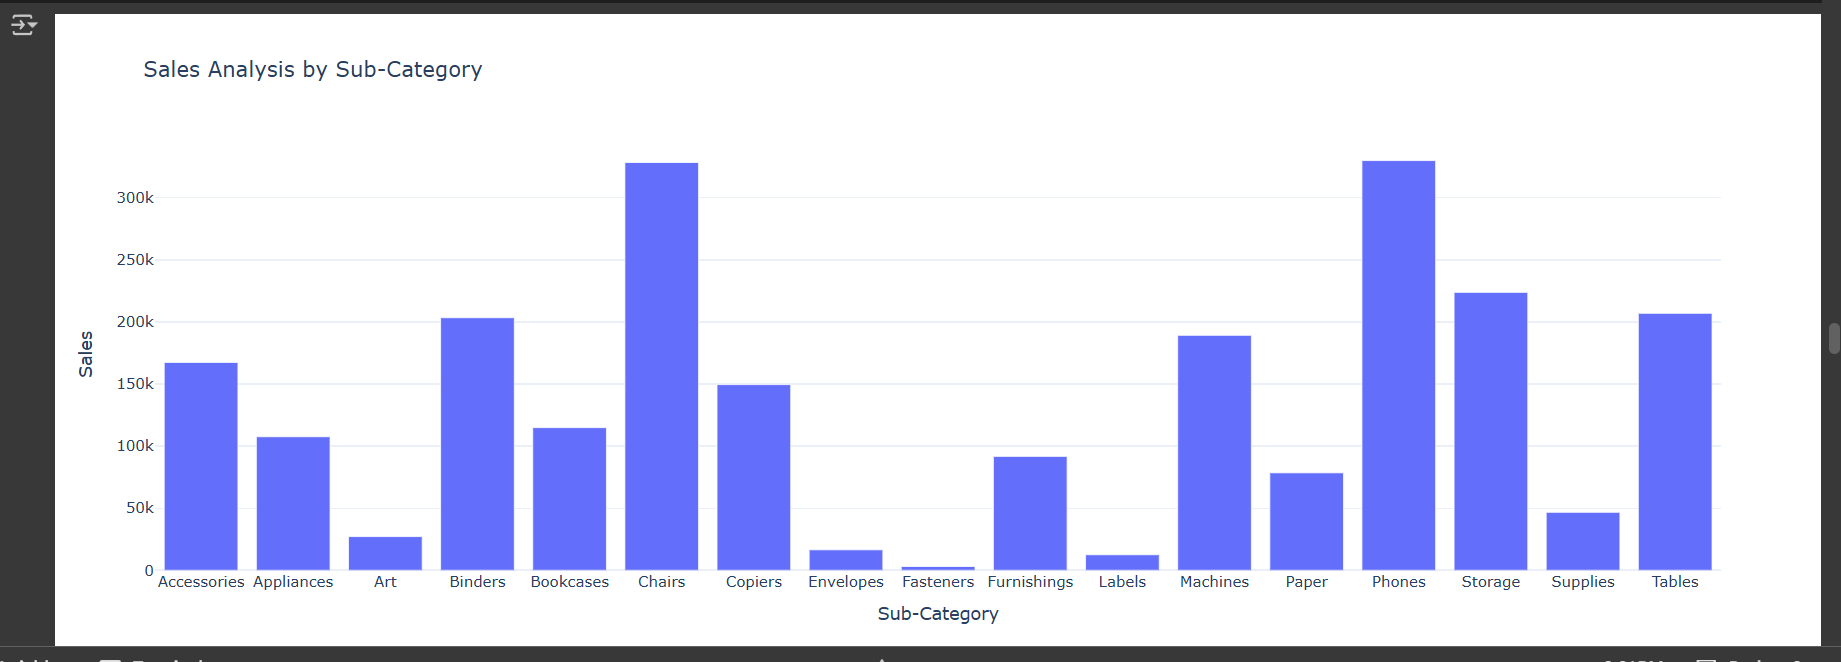 Sales Analysis by Sub-Category
300k
250k
200k
150k
100k
50k
0
Sales
Accessories Appliances Art Binders Bookcases Chairs Copiers Envelopes Fasteners Furnishings Labels Machines Paper Phones Storage Supplies Tables
Sub-Category